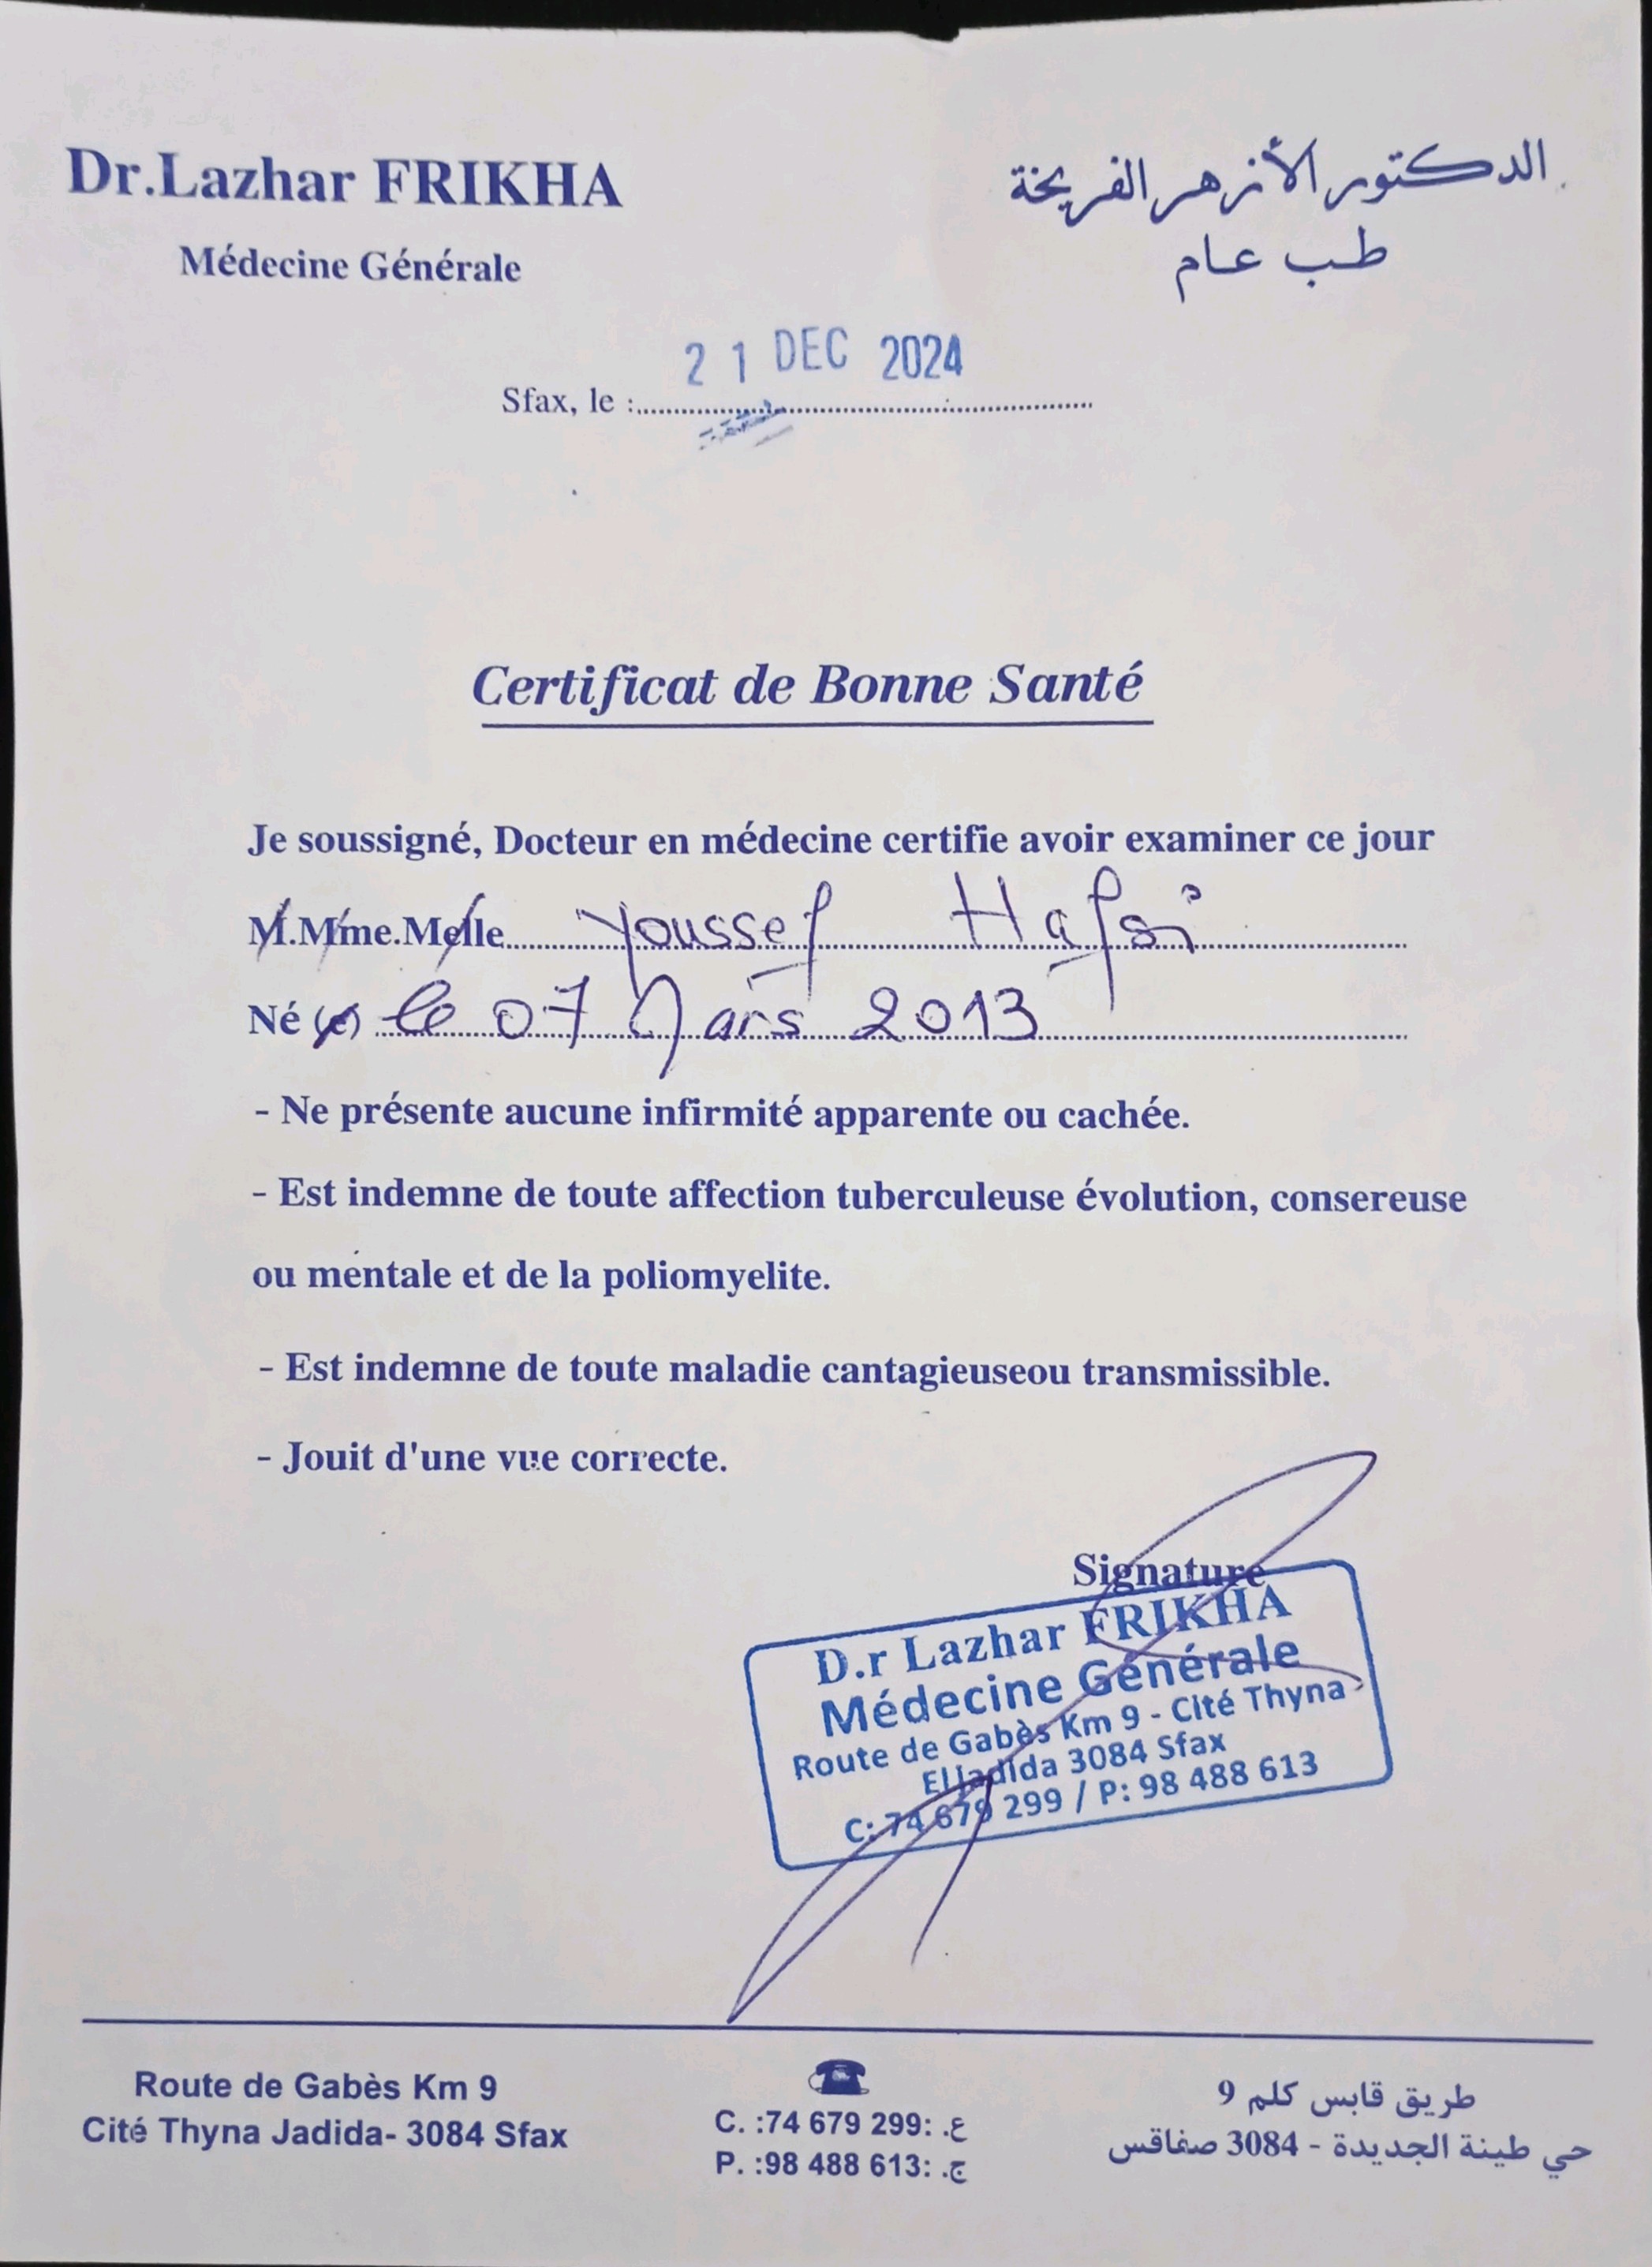 Dr.Lazhar FRIKHA
Médecine Générale
الدكتور الأزهر الفريخة
طب عام
21 DEC 2024
Sfax, le :
Certificat de Bonne Santé
Je soussigné, Docteur en médecine certifie avoir examiner ce jour
M.Mme.Melle Youssef Hafsi
Né (e) le 07 Mars 2013
- Ne présente aucune infirmité apparente ou cachée.
- Est indemne de toute affection tuberculeuse évolution, consereuse
ou mentale et de la poliomyelite.
- Est indemne de toute maladie cantagieuseou transmissible.
- Jouit d'une vue correcte.
Signature
D.r Lazhar FRIKHA
Médecine Générale
Route de Gabès Km 9 - Cité Thyna
El Jadida 3084 Sfax
C: 74 679 299 / P: 98 488 613
Route de Gabès Km 9
Cité Thyna Jadida- 3084 Sfax
C. :74 679 299: .ع
P. :98 488 613: .ج
طريق قابس كلم 9
حي طينة الجديدة - 3084 صفاقس